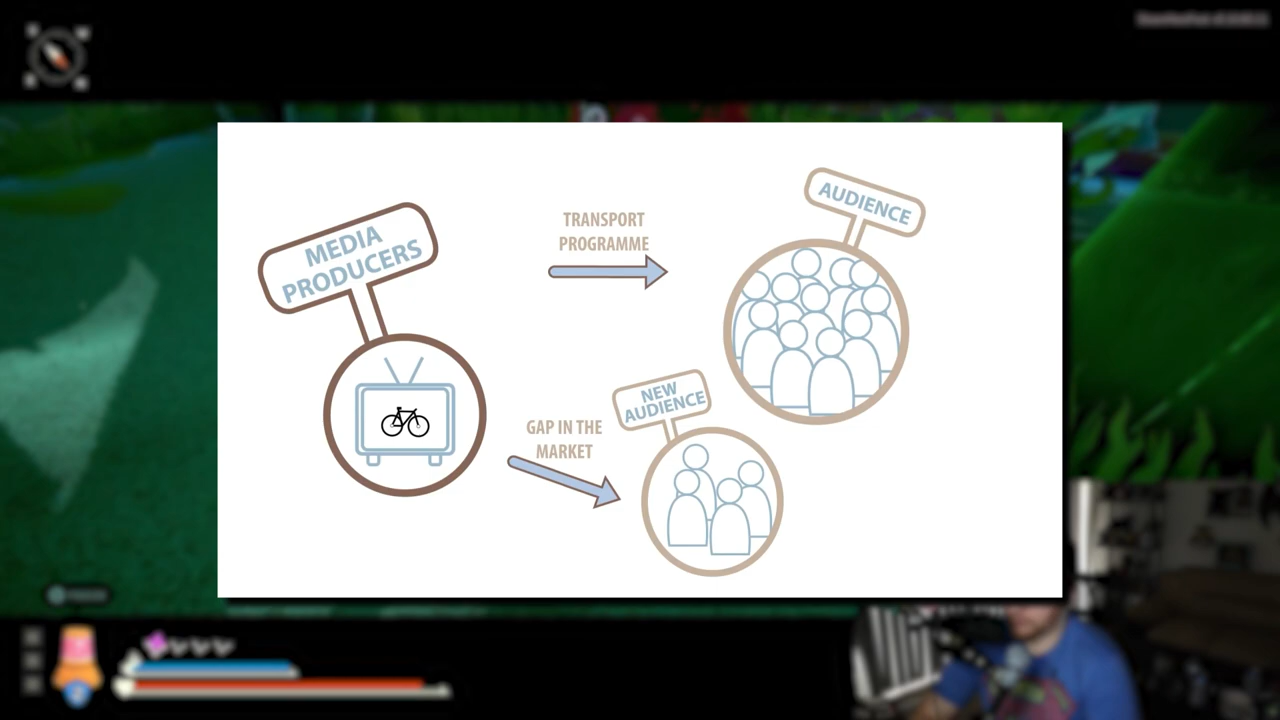 MEDIA
PRODUCERS
TRANSPORT
PROGRAMME
AUDIENCE
GAP IN THE
MARKET
NEW
AUDIENCE